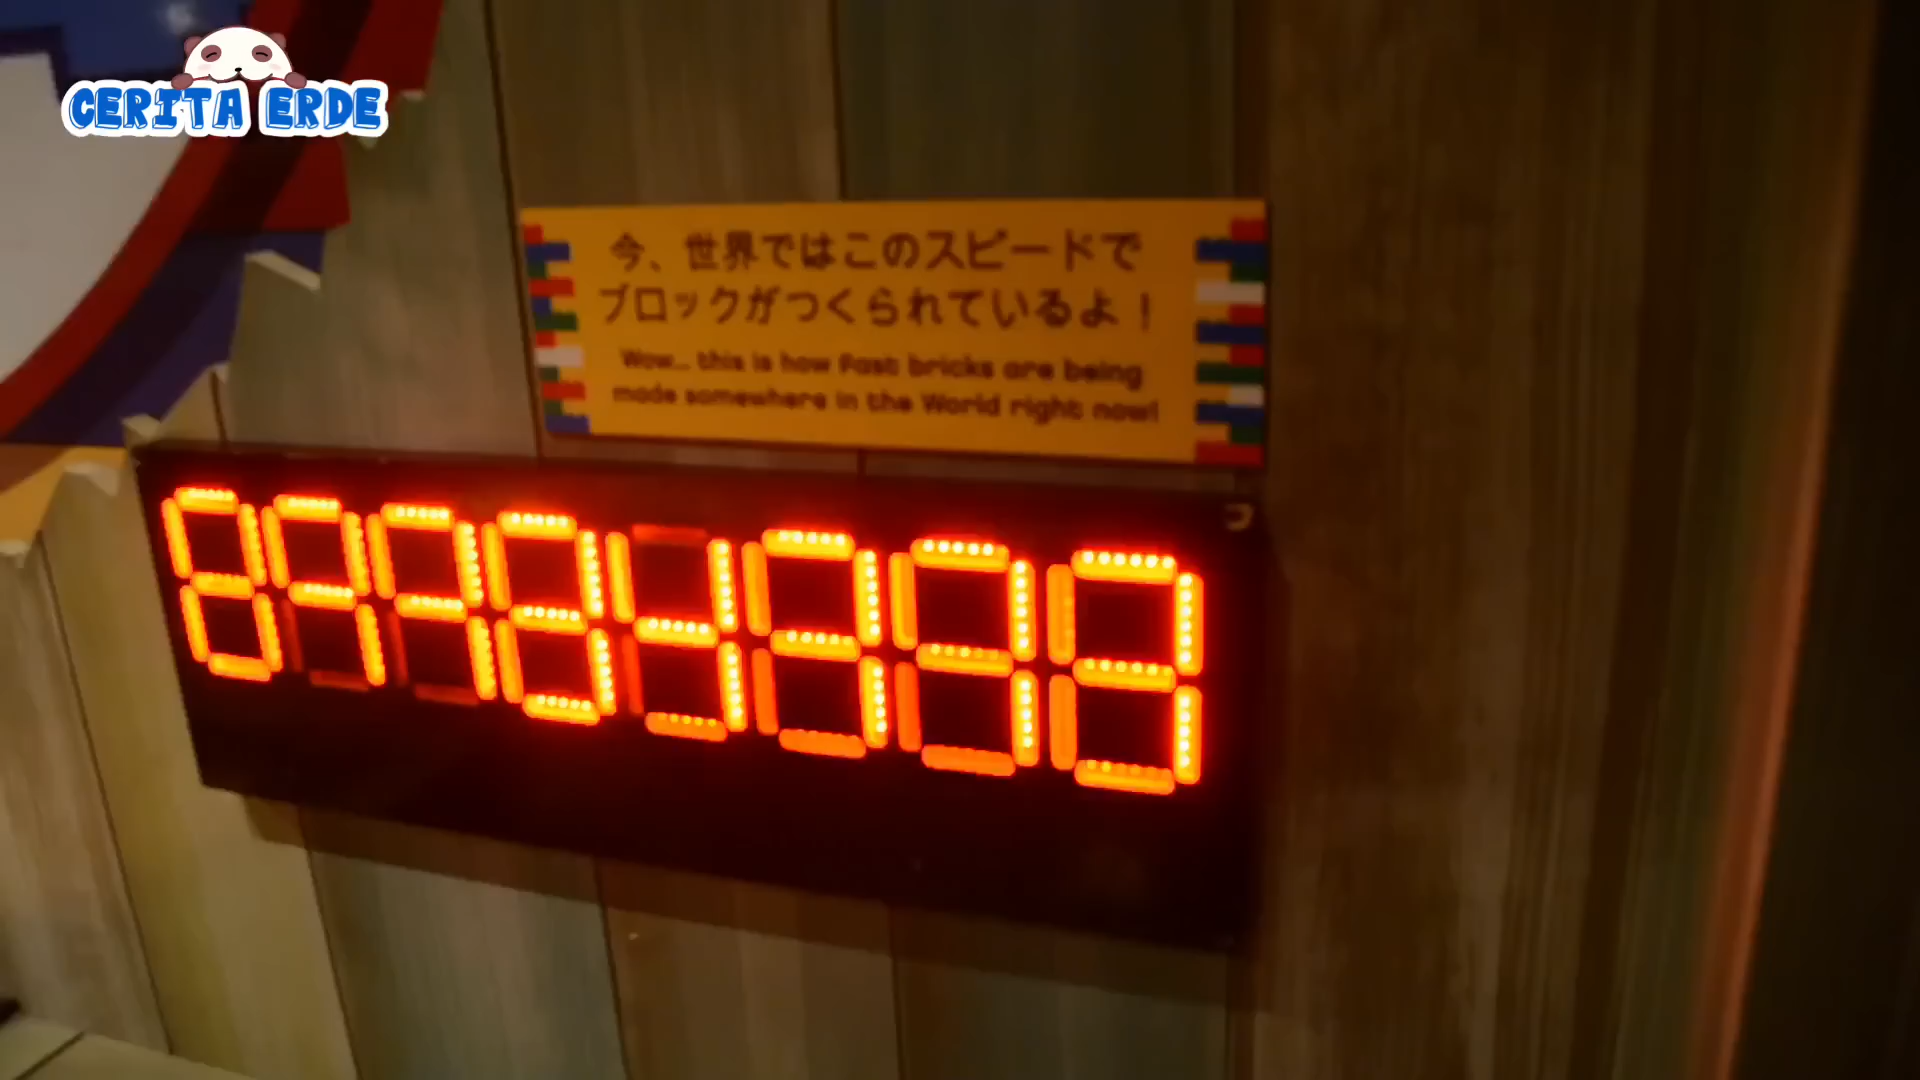 CERITA ERDE
今、世界ではこのスピードで
ブロックがつくられているよ！
Wow... this is how fast bricks are being
made somewhere in the World right now!